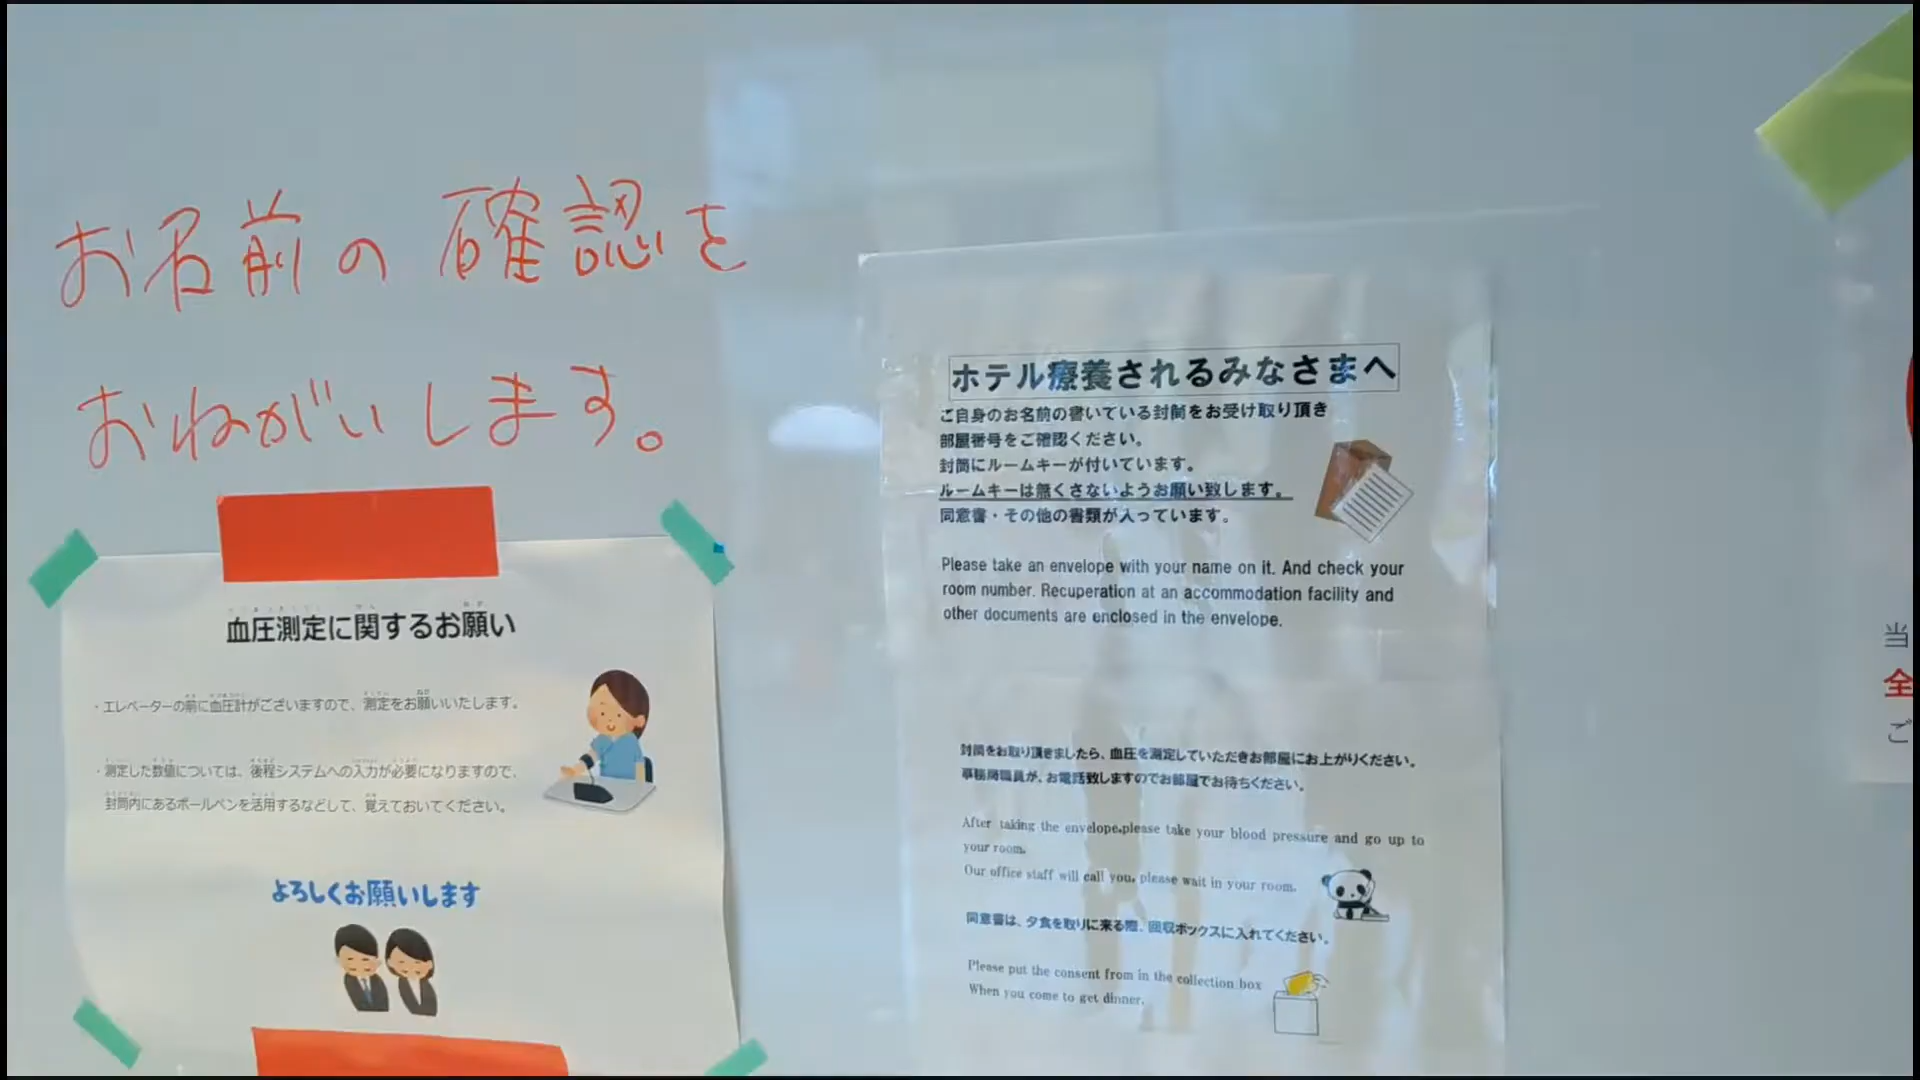 お名前の確認を
おねがいします。
血圧測定に関するお願い
・エレベーターの前に血圧計がございますので、測定をお願いいたします。
・測定した数値については、後程システムへの入力が必要になりますので、
封筒内にあるボールペンを活用するなどして、覚えておいてください。
よろしくお願いします
ホテル療養されるみなさまへ
ご自身のお名前の書いている封筒をお受け取り頂き
部屋番号をご確認ください。
封筒にルームキーが付いています。
ルームキーは無くさないようお願い致します。
同意書・その他の書類が入っています。
Please take an envelope with your name on it. And check your
room number. Recuperation at an accommodation facility and
other documents are enclosed in the envelope.
封筒をお取り頂きましたら、血圧を測定していただきお部屋にお上がりください。
事務局職員が、お電話致しますのでお部屋でお待ちください。
After taking the envelope,please take your blood pressure and go up to
your room.
Our office staff will call you, please wait in your room.
同意書は、夕食を取りに来る際、回収ボックスに入れてください。
Please put the consent from in the collection box
When you come to get dinner.
当
全
ご